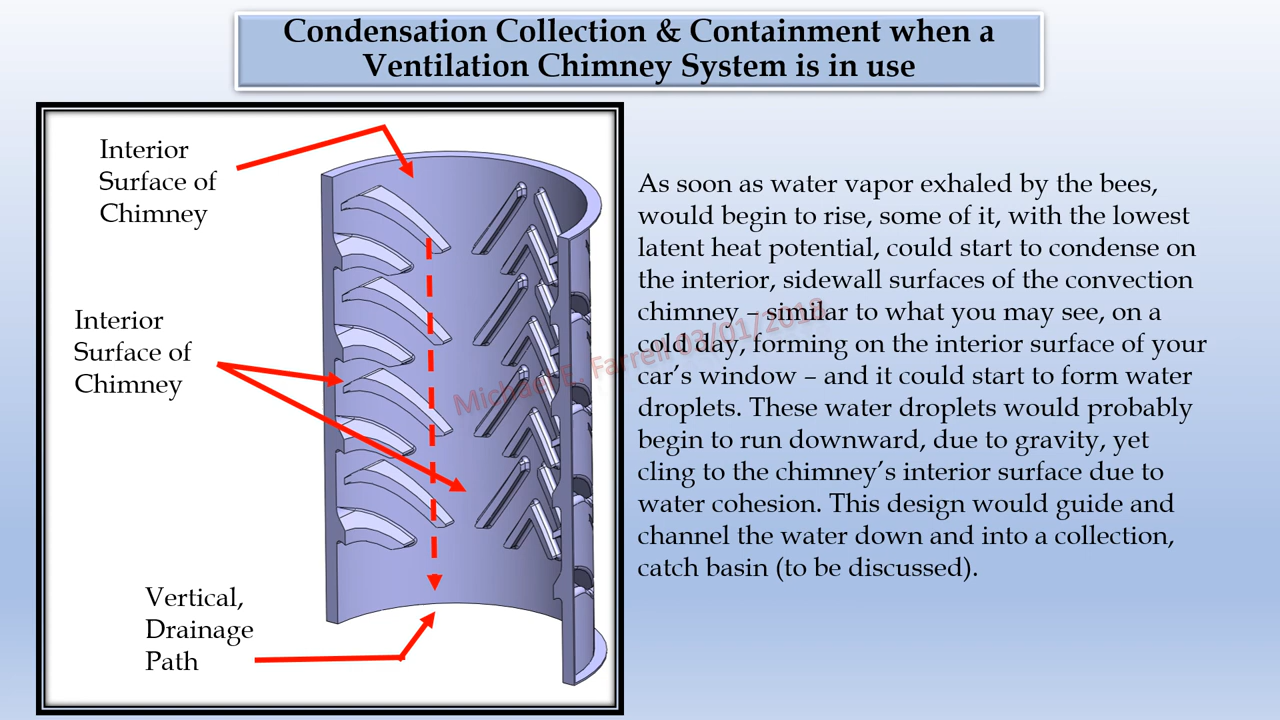 Condensation Collection & Containment when a
Ventilation Chimney System is in use
Interior
Surface of
Chimney
Interior
Surface of
Chimney
Vertical,
Drainage
Path
As soon as water vapor exhaled by the bees,
would begin to rise, some of it, with the lowest
latent heat potential, could start to condense on
the interior, sidewall surfaces of the convection
chimney – similar to what you may see, on a
cold day, forming on the interior surface of your
car’s window – and it could start to form water
droplets. These water droplets would probably
begin to run downward, due to gravity, yet
cling to the chimney’s interior surface due to
water cohesion. This design would guide and
channel the water down and into a collection,
catch basin (to be discussed).
Michael E. Farrell 03/01/2018